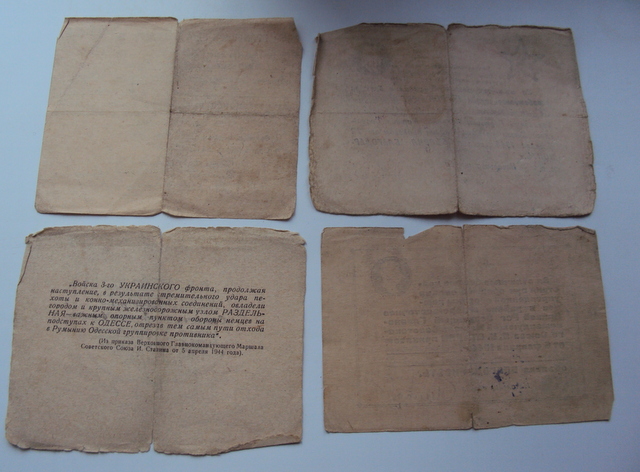 „Войска 3-го УКРАИНСКОГО фронта, продолжая
наступление, в результате стремительного удара пе-
хоты и конно-механизированных соединений, овладели
городом и крупным железнодорожным узлом РАЗДЕЛЬ-
НАЯ—важным опорным пунктом обороны немцев на
подступах к ОДЕССЕ, отрезав тем самым пути отхода
в Румынию Одесской группировке противника".
(Из приказа Верховного Главнокомандующего Маршала
Советского Союза И. Сталина от 5 апреля 1944 года).